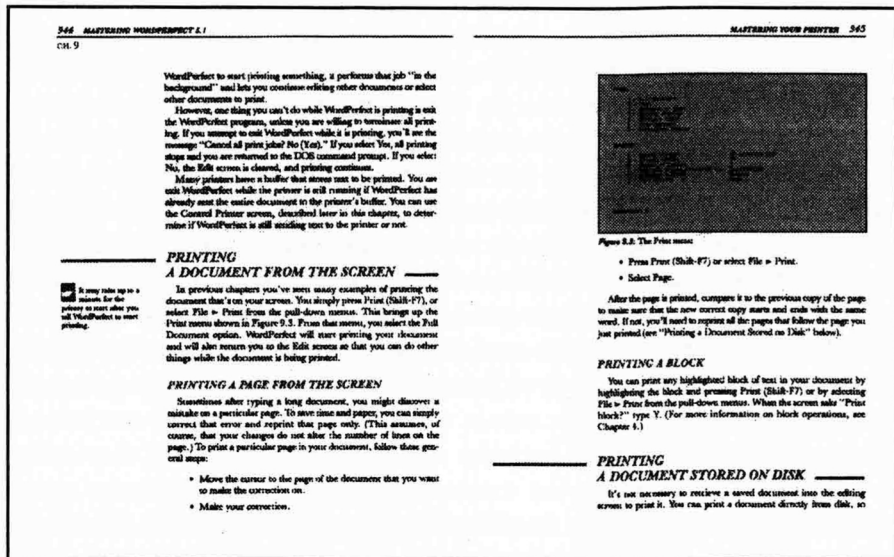 344 MASTERING WORDPERFECT 5.1
CH. 9
WordPerfect to start printing something, it performs that job "in the
background" and lets you continue editing other documents or select
other documents to print.
However, one thing you can't do while WordPerfect is printing is exit
the WordPerfect program, unless you are willing to terminate all print-
ing. If you attempt to exit WordPerfect while it is printing, you'll see the
message "Cancel all print jobs? No (Yes)." If you select Yes, all printing
stops and you are returned to the DOS command prompt. If you select
No, the Edit screen is cleared, and printing continues.
Many printers have a buffer that stores text to be printed. You can
exit WordPerfect while the printer is still running if WordPerfect has
already sent the entire document to the printer's buffer. You can use
the Control Printer screen, described later in this chapter, to deter-
mine if WordPerfect is still sending text to the printer or not.
PRINTING
A DOCUMENT FROM THE SCREEN
It may take up to a
minute for the
printer to start after you
tell WordPerfect to start
printing.
In previous chapters you've seen many examples of printing the
document that's on your screen. You simply press Print (Shift-F7), or
select File ► Print from the pull-down menus. This brings up the
Print menu shown in Figure 9.3. From that menu, you select the Full
Document option. WordPerfect will start printing your document
and will also return you to the Edit screen so that you can do other
things while the document is being printed.
PRINTING A PAGE FROM THE SCREEN
Sometimes after typing a long document, you might discover a
mistake on a particular page. To save time and paper, you can simply
correct that error and reprint that page only. (This assumes, of
course, that your changes do not alter the number of lines on the
page.) To print a particular page in your document, follow these gen-
eral steps:
• Move the cursor to the page of the document that you want
to make the correction on.
• Make your correction.
MASTERING YOUR PRINTER 345
Figure 9.3: The Print menu
• Press Print (Shift-F7) or select File ► Print.
• Select Page.
After the page is printed, compare it to the previous copy of the page
to make sure that the new correct copy starts and ends with the same
word. If not, you'll need to reprint all the pages that follow the page you
just printed (see "Printing a Document Stored on Disk" below).
PRINTING A BLOCK
You can print any highlighted block of text in your document by
highlighting the block and pressing Print (Shift-F7) or by selecting
File ► Print from the pull-down menus. When the screen asks "Print
block?" type Y. (For more information on block operations, see
Chapter 4.)
PRINTING
A DOCUMENT STORED ON DISK
It's not necessary to retrieve a saved document into the editing
screen to print it. You can print a document directly from disk, so